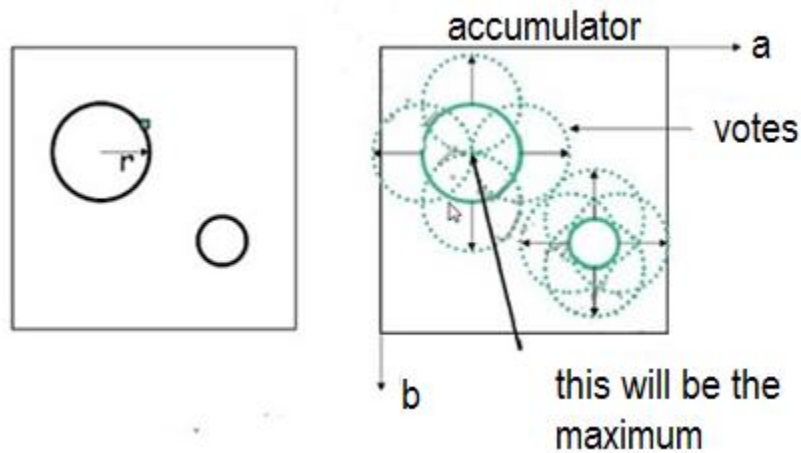 accumulator
a
r
votes
b
this will be the
maximum